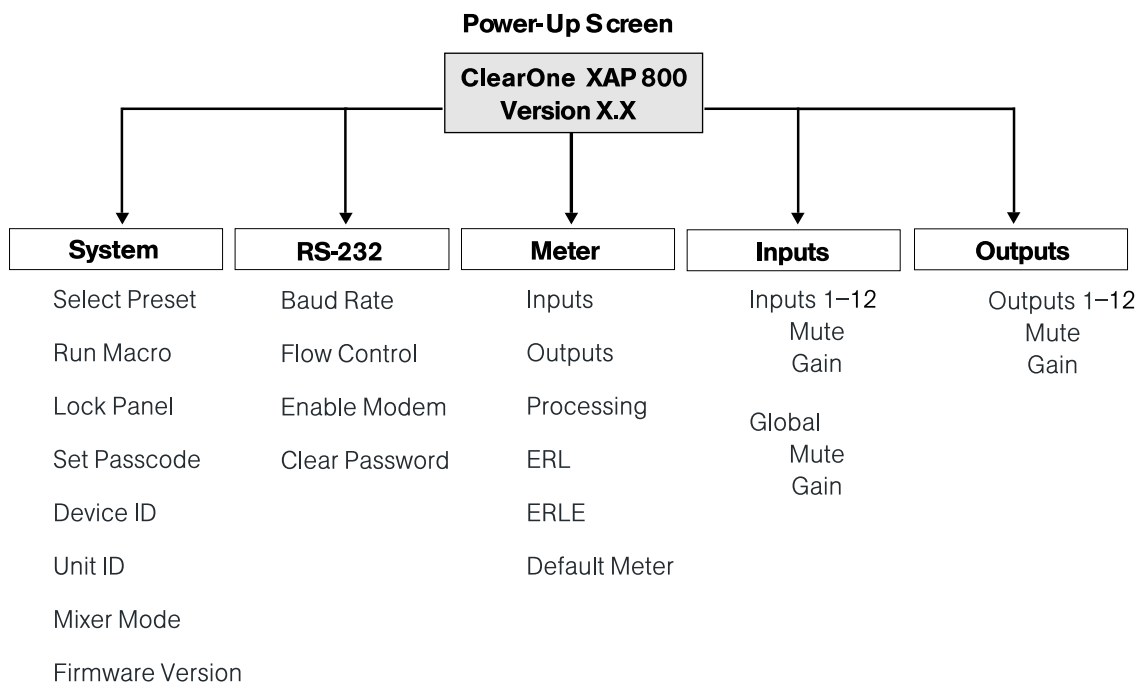 Power-Up Screen
ClearOne XAP 800
Version X.X
System
Select Preset
Run Macro
Lock Panel
Set Passcode
Device ID
Unit ID
Mixer Mode
Firmware Version
RS-232
Baud Rate
Flow Control
Enable Modem
Clear Password
Meter
Inputs
Outputs
Processing
ERL
ERLE
Default Meter
Inputs
Inputs 1–12
Mute
Gain
Global
Mute
Gain
Outputs
Outputs 1–12
Mute
Gain